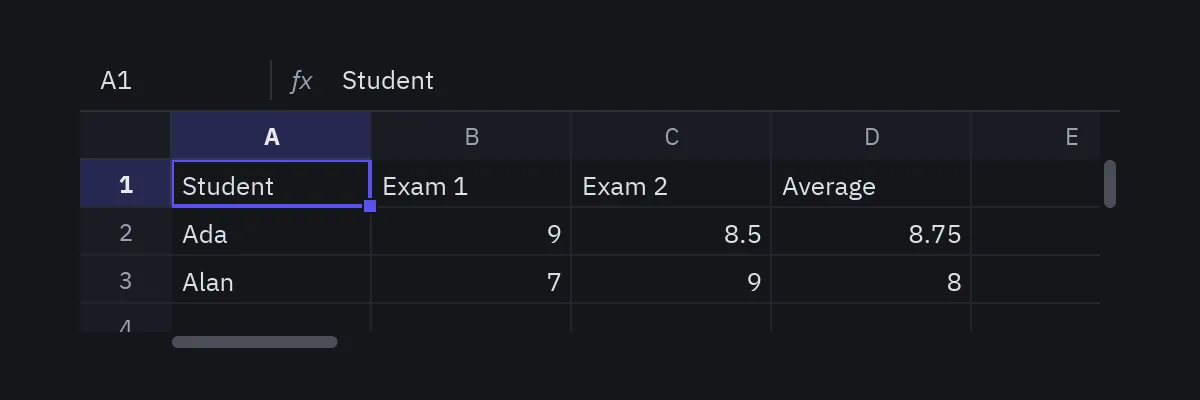 A1 fx Student
A B C D E
1 Student Exam 1 Exam 2 Average
2 Ada 9 8.5 8.75
3 Alan 7 9 8
4